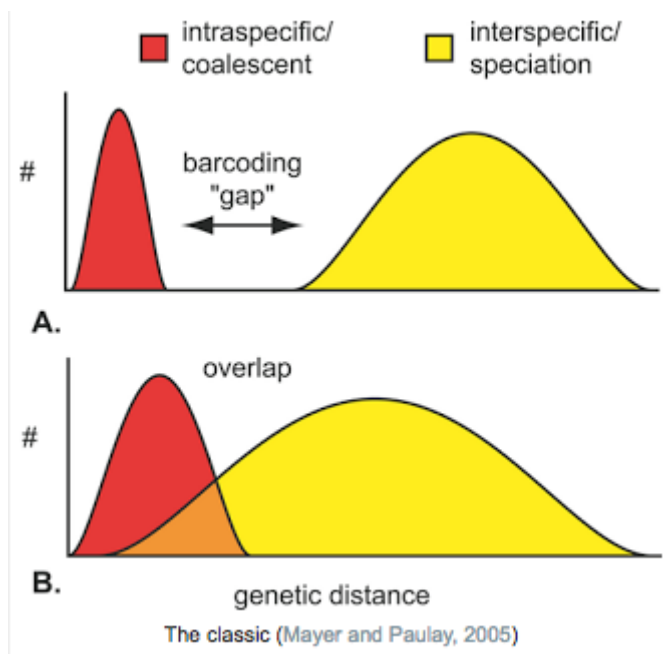 intraspecific/
coalescent
interspecific/
speciation
#
barcoding
"gap"
A.
overlap
#
B.
genetic distance
The classic (Mayer and Paulay, 2005)